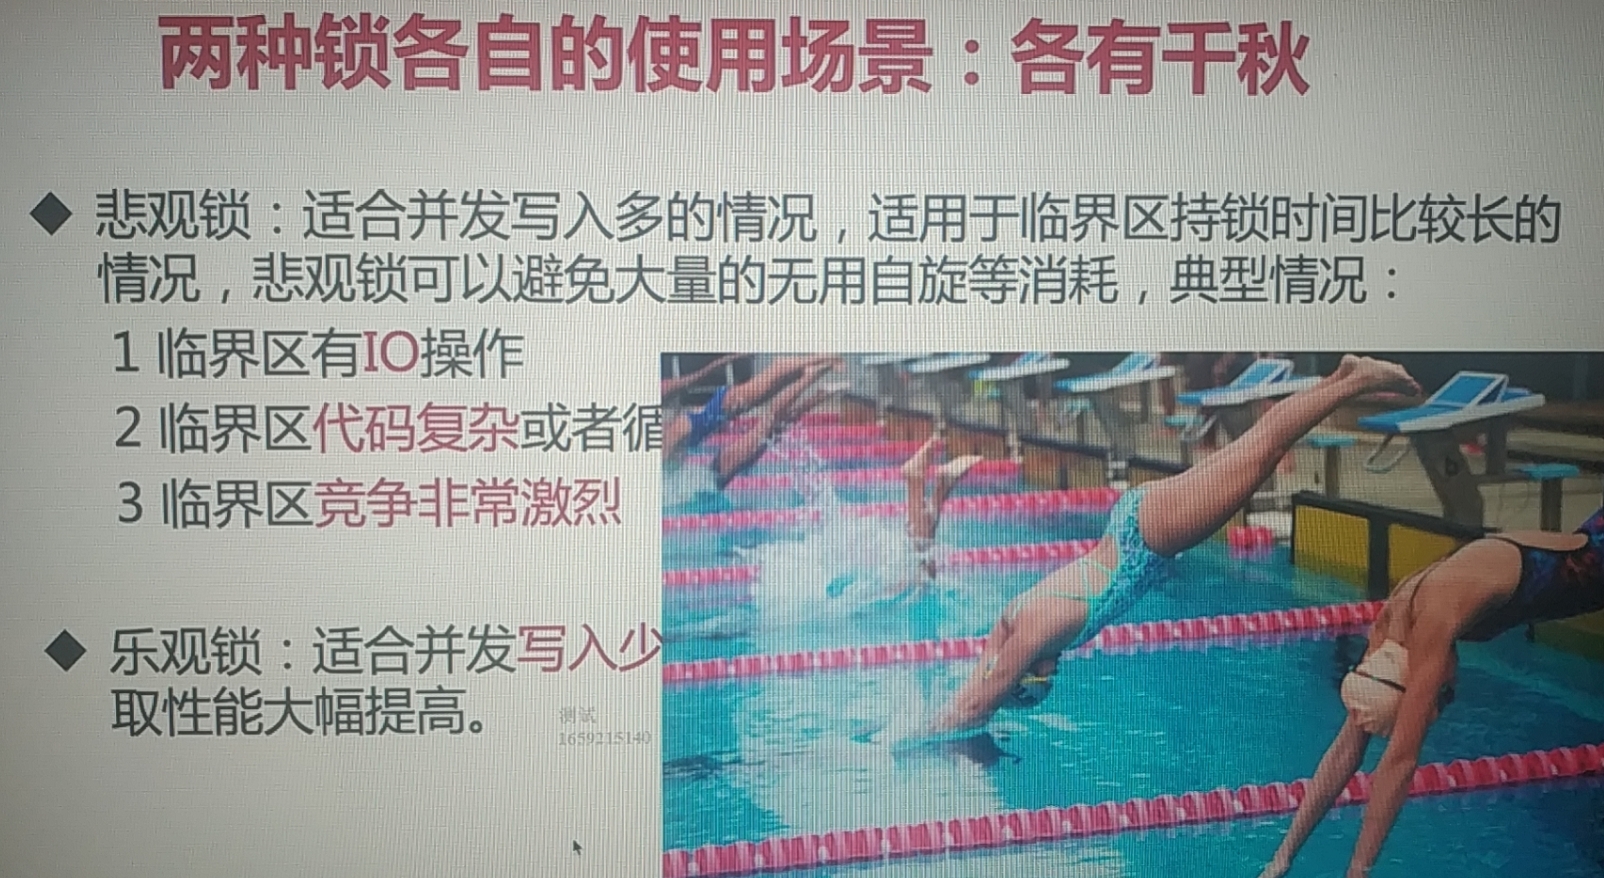 两种锁各自的使用场景：各有千秋
◆ 悲观锁：适合并发写入多的情况，适用于临界区持锁时间比较长的
情况，悲观锁可以避免大量的无用自旋等消耗，典型情况：
1 临界区有IO操作
2 临界区代码复杂或者循
3 临界区竞争非常激烈
◆ 乐观锁：适合并发写入少
取性能大幅提高。
测试
1659215140